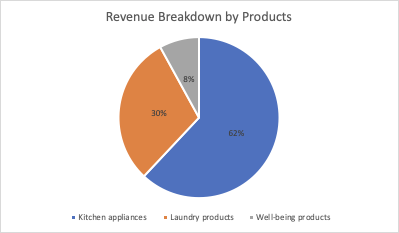 Revenue Breakdown by Products
8%
30%
62%
Kitchen appliances
Laundry products
Well-being products